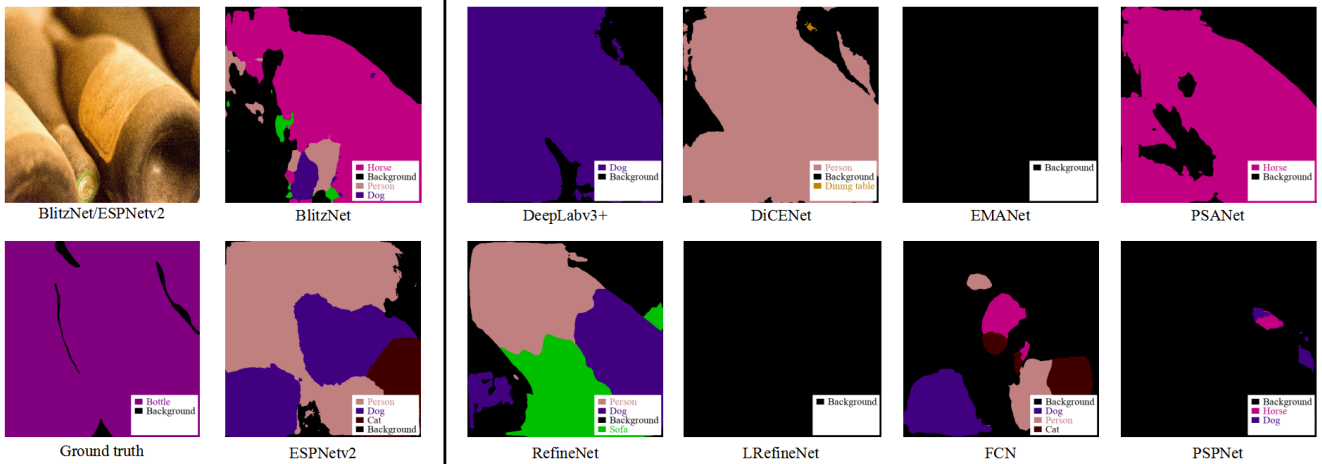 Horse
Background
Person
Dog
Dog
Background
Person
Background
Dining table
Background
Horse
Background
BlitzNet/ESPNetv2
BlitzNet
DeepLabv3+
DiCENet
EMANet
PSANet
Bottle
Background
Person
Dog
Cat
Background
Person
Dog
Background
Sofa
Background
Background
Dog
Person
Cat
Background
Horse
Dog
Ground truth
ESPNetv2
RefineNet
LRefineNet
FCN
PSPNet